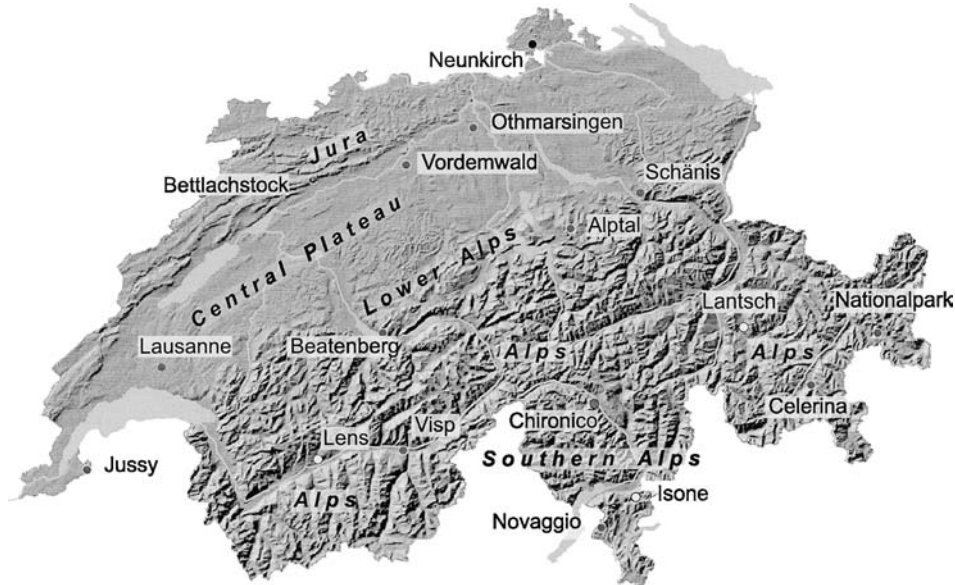 Neunkirch
Othmarsingen
Jura
Vordemwald
Schänis
Bettlachstock
Central Plateau
Lower Alps
Alptal
Lantsch
Nationalpark
Lausanne
Beatenberg
Alps
Alps
Celerina
Chironico
Visp
Lens
Southern Alps
Jussy
Alps
Isone
Novaggio